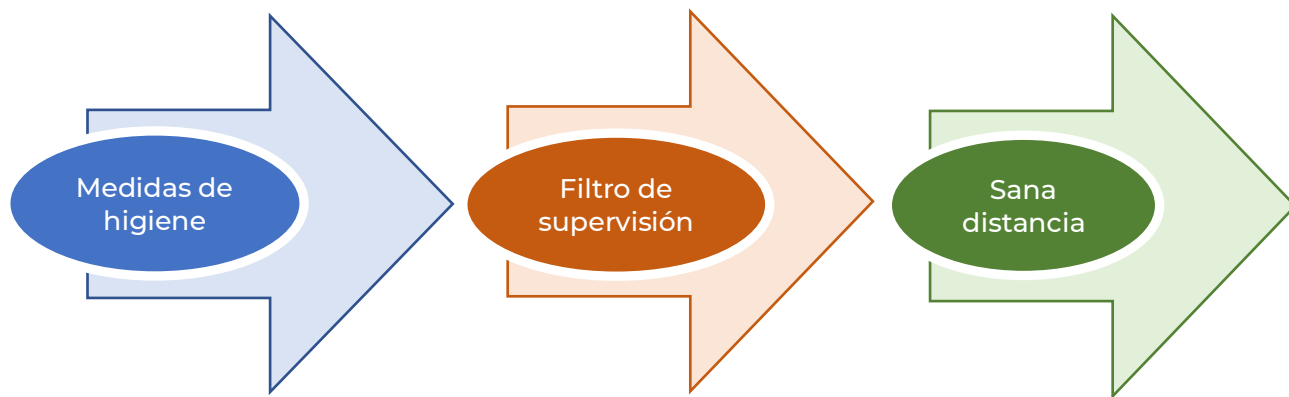 Medidas de
higiene
Filtro de
supervisión
Sana
distancia